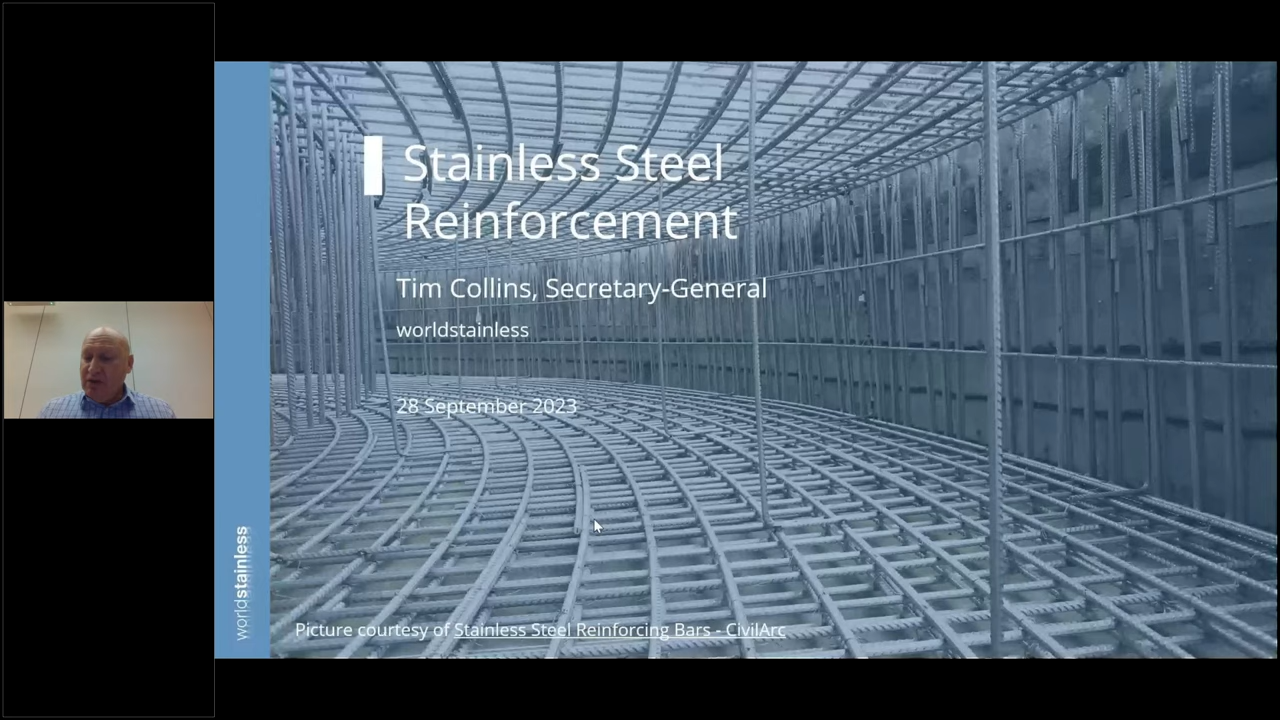 Stainless Steel
Reinforcement
Tim Collins, Secretary-General
worldstainless
28 September 2023
worldstainless
Picture courtesy of Stainless Steel Reinforcing Bars - CivilArc